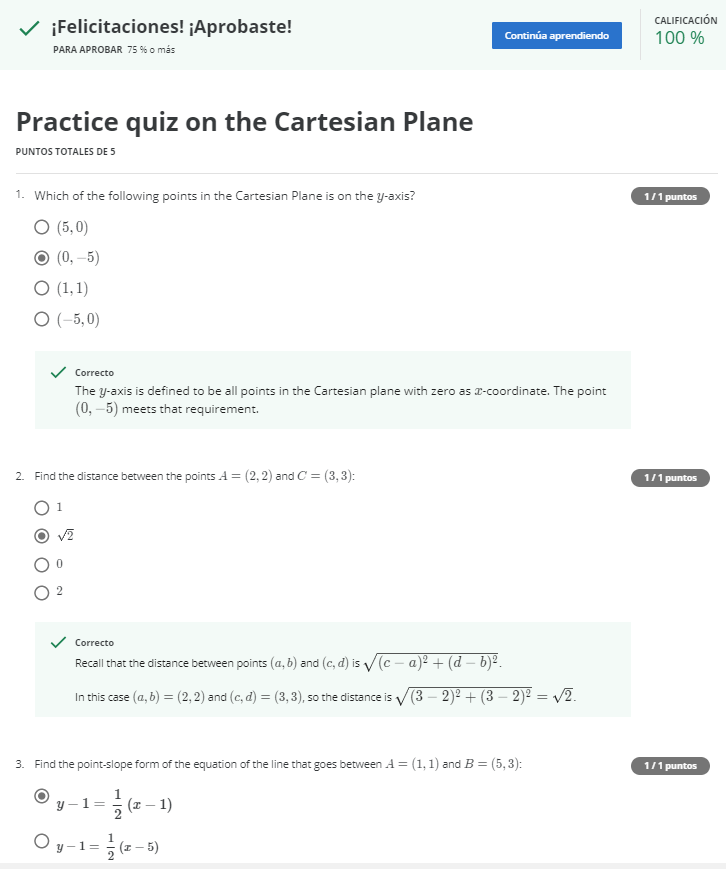 ¡Felicitaciones! ¡Aprobaste!
PARA APROBAR 75 % o más
Continúa aprendiendo
CALIFICACIÓN
100 %
Practice quiz on the Cartesian Plane
PUNTOS TOTALES DE 5
1. Which of the following points in the Cartesian Plane is on the y-axis?
1 / 1 puntos
(5, 0)
(0, −5)
(1, 1)
(−5, 0)
Correcto
The y-axis is defined to be all points in the Cartesian plane with zero as x-coordinate. The point
(0, −5) meets that requirement.
2. Find the distance between the points A = (2, 2) and C = (3, 3):
1 / 1 puntos
1
√2
0
2
Correcto
Recall that the distance between points (a, b) and (c, d) is √((c − a)² + (d − b)²).
In this case (a, b) = (2, 2) and (c, d) = (3, 3), so the distance is √((3 − 2)² + (3 − 2)²) = √2.
3. Find the point-slope form of the equation of the line that goes between A = (1, 1) and B = (5, 3):
1 / 1 puntos
y − 1 = 1/2 (x − 1)
y − 1 = 1/2 (x − 5)